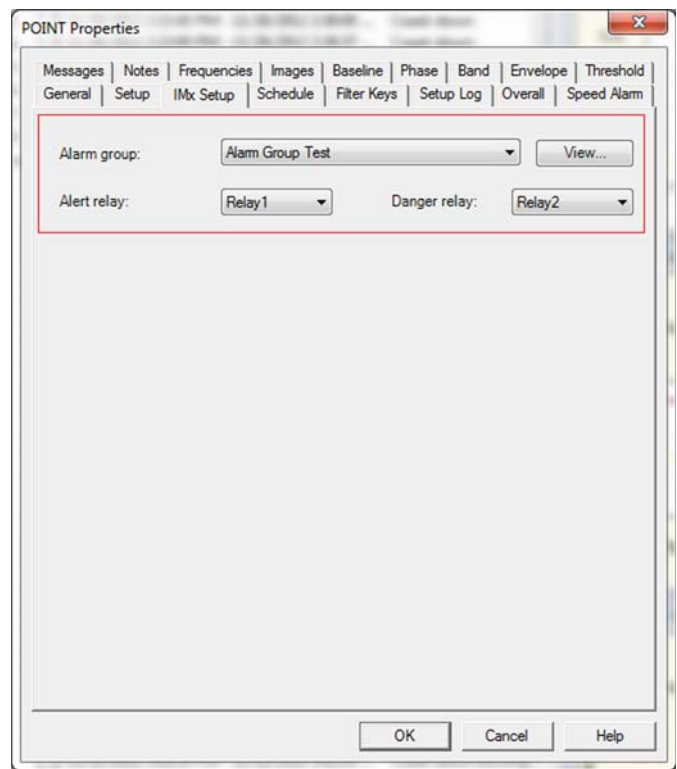 POINT Properties
Messages Notes Frequencies Images Baseline Phase Band Envelope Threshold
General Setup IMx Setup Schedule Filter Keys Setup Log Overall Speed Alarm
Alarm group: Alarm Group Test View...
Alert relay: Relay1 Danger relay: Relay2
OK Cancel Help